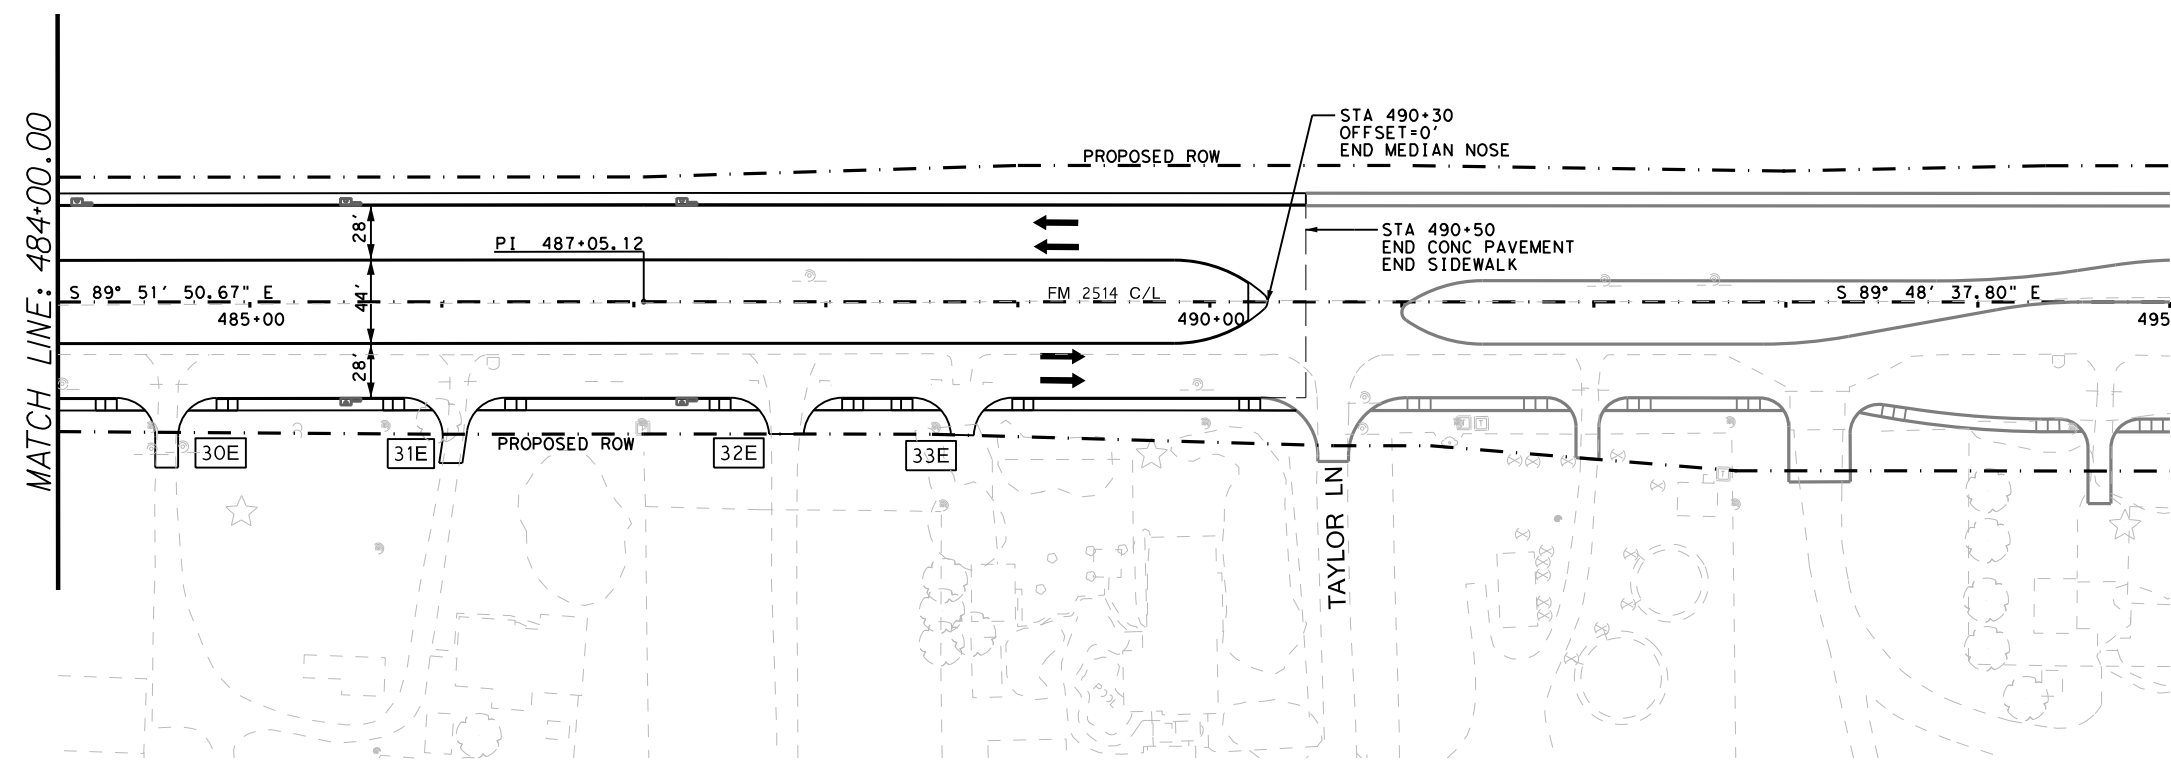 MATCH LINE: 484+00.00
STA 490+30
OFFSET=0'
END MEDIAN NOSE
PROPOSED ROW
28'
PI 487+05.12
STA 490+50
END CONC PAVEMENT
END SIDEWALK
S 89° 51' 50.67" E
44'
FM 2514 C/L
S 89° 48' 37.80" E
485+00
490+00
495
28'
30E
31E
PROPOSED ROW
32E
33E
TAYLOR LN